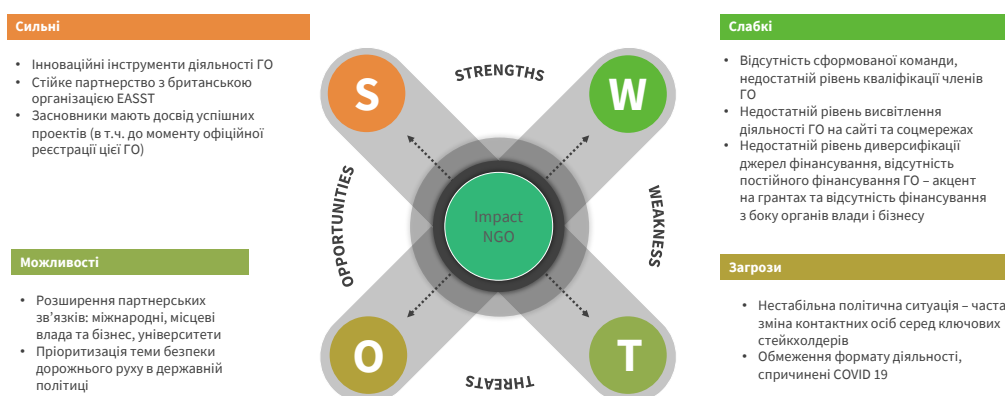 Сильні
• Інноваційні інструменти діяльності ГО
• Стійке партнерство з британською
організацією EASST
• Засновники мають досвід успішних
проектів (в т.ч. до моменту офіційної
реєстрації цієї ГО)
Можливості
• Розширення партнерських
зв’язків: міжнародні, місцеві
влада та бізнес, університети
• Пріоритизація теми безпеки
дорожнього руху в державній
політиці
STRENGTHS
S
W
OPPORTUNITIES
Impact
NGO
WEAKNESS
O
T
THREATS
Слабкі
• Відсутність сформованої команди,
недостатній рівень кваліфікації членів
ГО
• Недостатній рівень висвітлення
діяльності ГО на сайті та соцмережах
• Недостатній рівень диверсифікації
джерел фінансування, відсутність
постійного фінансування ГО – акцент
на грантах та відсутність фінансування
з боку органів влади і бізнесу
Загрози
• Нестабільна політична ситуація – часта
зміна контактних осіб серед ключових
стейкхолдерів
• Обмеження формату діяльності,
спричинені COVID 19